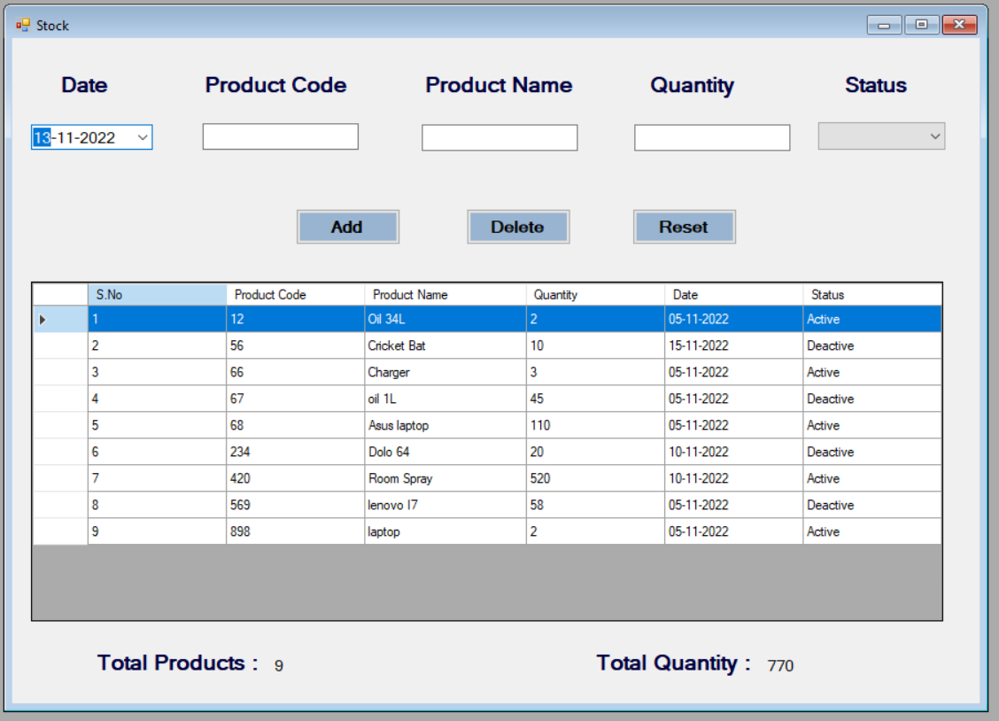 Stock
Date Product Code Product Name Quantity Status
13-11-2022
Add Delete Reset
S.No Product Code Product Name Quantity Date Status
1 12 Oil 34L 2 05-11-2022 Active
2 56 Cricket Bat 10 15-11-2022 Deactive
3 66 Charger 3 05-11-2022 Active
4 67 oil 1L 45 05-11-2022 Deactive
5 68 Asus laptop 110 05-11-2022 Active
6 234 Dolo 64 20 10-11-2022 Deactive
7 420 Room Spray 520 10-11-2022 Active
8 569 lenovo I7 58 05-11-2022 Deactive
9 898 laptop 2 05-11-2022 Active
Total Products : 9 Total Quantity : 770